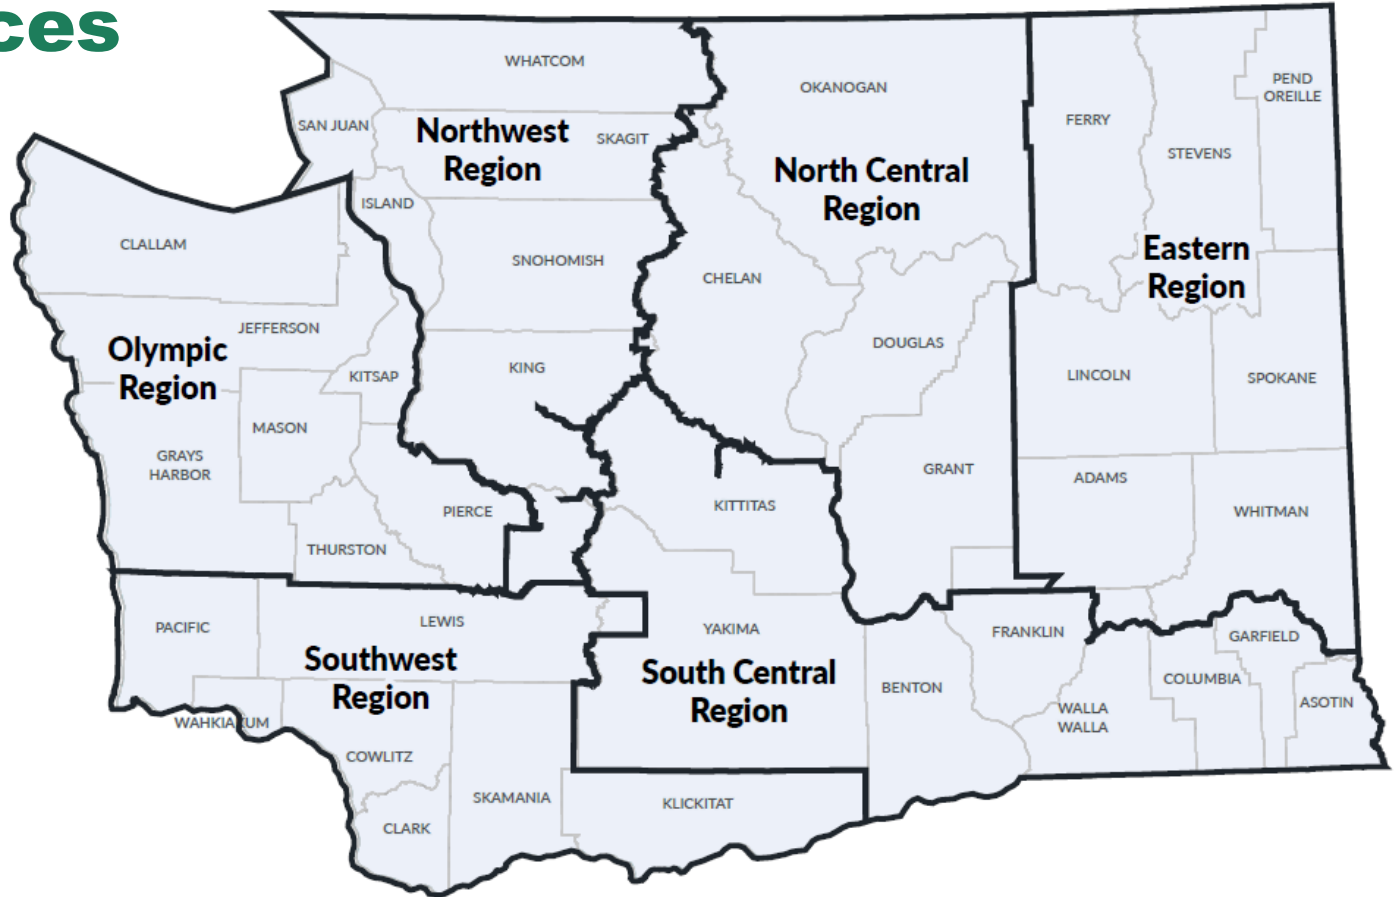 ces
WHATCOM
OKANOGAN
PEND
OREILLE
FERRY
SAN JUAN
Northwest
Region
SKAGIT
STEVENS
North Central
Region
ISLAND
CLALLAM
SNOHOMISH
Eastern
Region
CHELAN
JEFFERSON
DOUGLAS
Olympic
Region
KITSAP
KING
LINCOLN
SPOKANE
MASON
GRAYS
HARBOR
GRANT
ADAMS
PIERCE
KITTITAS
WHITMAN
THURSTON
PACIFIC
LEWIS
YAKIMA
FRANKLIN
GARFIELD
Southwest
Region
South Central
Region
BENTON
COLUMBIA
ASOTIN
WALLA
WALLA
WAHKIAKUM
COWLITZ
SKAMANIA
KLICKITAT
CLARK